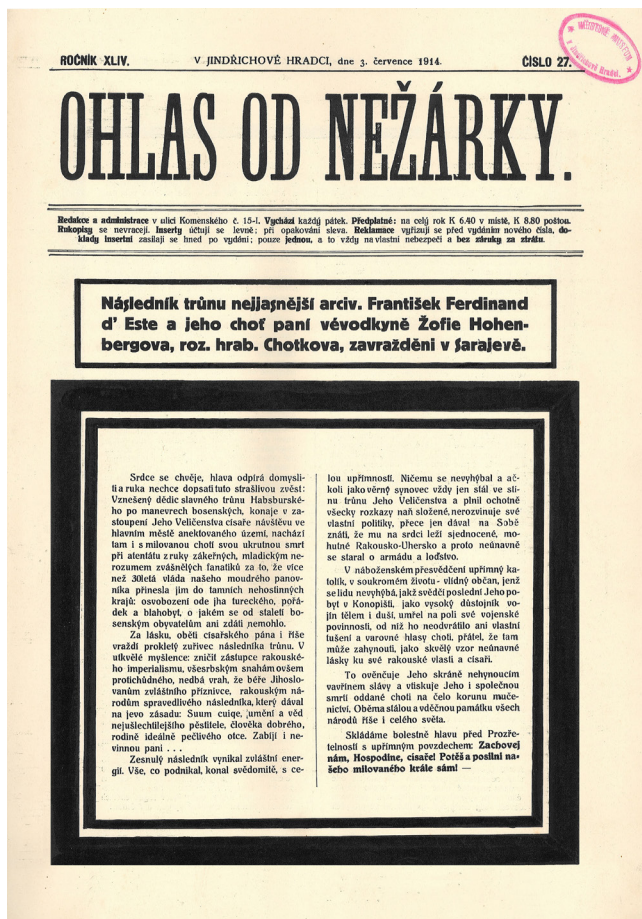 MĚSTSKÉ MUSEUM
v Jindřichově Hradci.
ROČNÍK XLIV.
V JINDŘICHOVĚ HRADCI, dne 3. července 1914.
ČÍSLO 27.
OHLAS OD NEŽÁRKY.
Redakce a administrace v ulici Komenského č. 15-I. Vychází každý pátek. Předplatné: na celý rok K 6.40 v místě, K 8.80 poštou.
Rukopisy se nevracejí. Inserty účtují se levně; při opakování sleva. Reklamace vyřizují se před vydáním nového čísla, do-
klady insertní zasílají se hned po vydání; pouze jednou, a to vždy na vlastní nebezpečí a bez záruky za ztrátu.
Následník trůnu nejjasnější arciv. František Ferdinand
d' Este a jeho choť paní vévodkyně Žofie Hohen-
bergova, roz. hrab. Chotkova, zavražděni v Sarajevě.
Srdce se chvěje, hlava odpírá domysli-
ti a ruka nechce dopsati tuto strašlivou zvěst:
Vznešený dědic slavného trůnu Habsburské-
ho po manevrech bosenských, konaje v za-
stoupení Jeho Veličenstva císaře návštěvu ve
hlavním městě anektovaného území, nachází
tam i s milovanou chotí svou ukrutnou smrt
při atentátu z ruky zákeřných, mladickým ne-
rozumem zvášnělých fanatiků za to, že více
než 30letá vláda našeho moudrého panov-
níka přinesla jim do tamních nehostinných
krajů: osvobození ode jha tureckého, pořá-
dek a blahobyt, o jakém se od staletí bo-
senským obyvatelům ani zdáti nemohlo.
Za lásku, oběti císařského pána i říše
vraždí prokletý zuřivec následníka trůnu. V
utkvělé myšlence: zničil zástupce rakouské-
ho imperialismu, všesrbským snahám ovšem
protichůdného, nedbá vrah, že béře Jihoslo-
vanům zvláštního příznivce, rakouským ná-
rodům spravedlivého následníka, který dával
na jevo zásadu: Suum cuiqe, umění a věd
nejušlechtilejšího pěstitele, člověka dobrého,
rodině ideálně pečlivého otce. Zabíjí i ne-
vinnou paní . . .
Zesnulý následník vynikal zvláštní ener-
gií. Vše, co podnikal, konal svědomitě, s ce-
lou upřímností. Ničemu se nevyhýbal a ač-
koli jako věrný synovec vždy jen stál ve stí-
nu trůnu Jeho Veličenstva a plnil ochotně
všecky rozkazy naň složené, nerozvinuje své
vlastní politiky, přece jen dával na Sobě
znáti, že mu na srdci leží sjednocené, mo-
hutné Rakousko-Uhersko a proto neúnavně
se staral o armádu a loďstvo.
V náboženském přesvědčení upřímný ka-
tolík, v soukromém životu - vlídný občan, jenž
se lidu nevyhýbá, jakž svědčí poslední Jeho po-
byt v Konopišti, jako vysoký důstojník vo-
jín tělem i duší, umřel na poli své vojenské
povinnosti, od níž ho neodvrátilo ani vlastní
tušení a varovné hlasy choti, přátel, že tam
může zahynouti, jako skvělý vzor neúnavné
lásky ku své rakouské vlasti a císaři.
To ověnčuje Jeho skráně nehynoucím
vavřínem slávy a vtiskuje Jeho i společnou
smrtí oddané choti na čelo korunu muče-
nictví. Oběma stálou a vděčnou památku všech
národů říše i celého světa.
Skládáme bolestně hlavu před Prozře-
telností s upřímným povzdechem: Zachovej
nám, Hospodine, císaře! Potěš a posilni na-
šeho milovaného krále sám! —